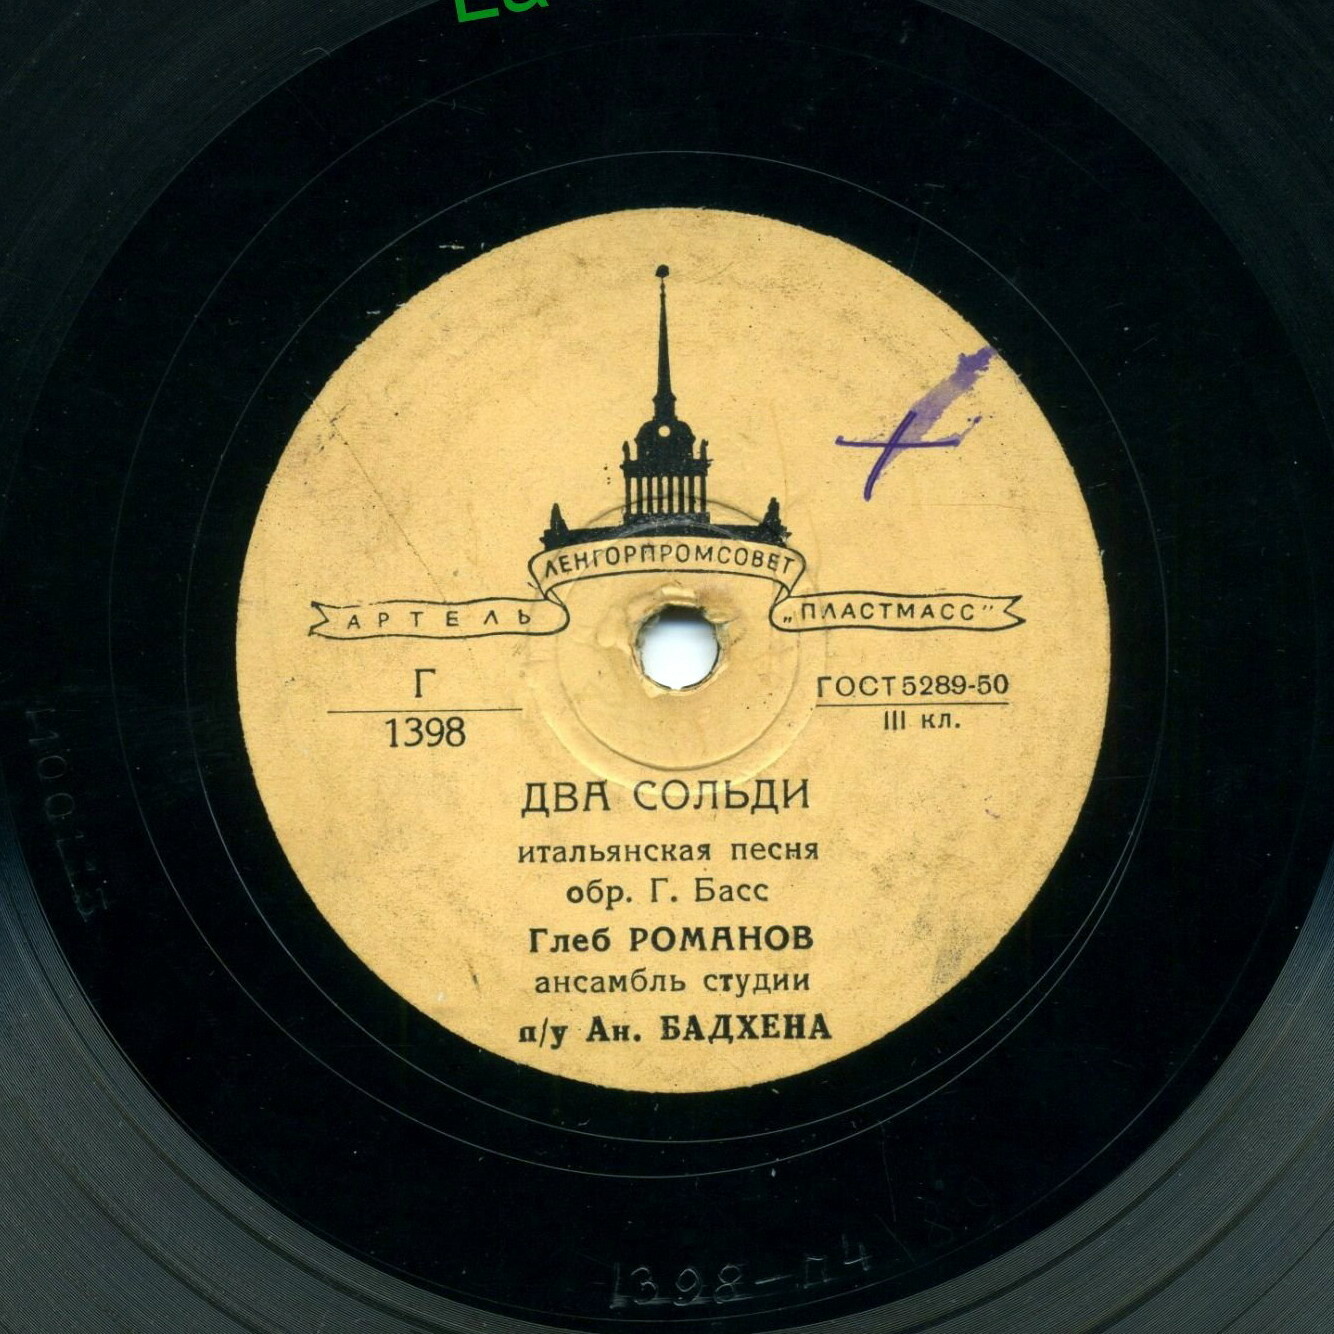 ЛЕНГОРПРОМСОВЕТ
АРТЕЛЬ „ПЛАСТМАСС"
Г
1398
ГОСТ 5289-50
III кл.
ДВА СОЛЬДИ
итальянская песня
обр. Г. Басс
Глеб РОМАНОВ
ансамбль студии
п/у Ан. БАДХЕНА
1398-п4